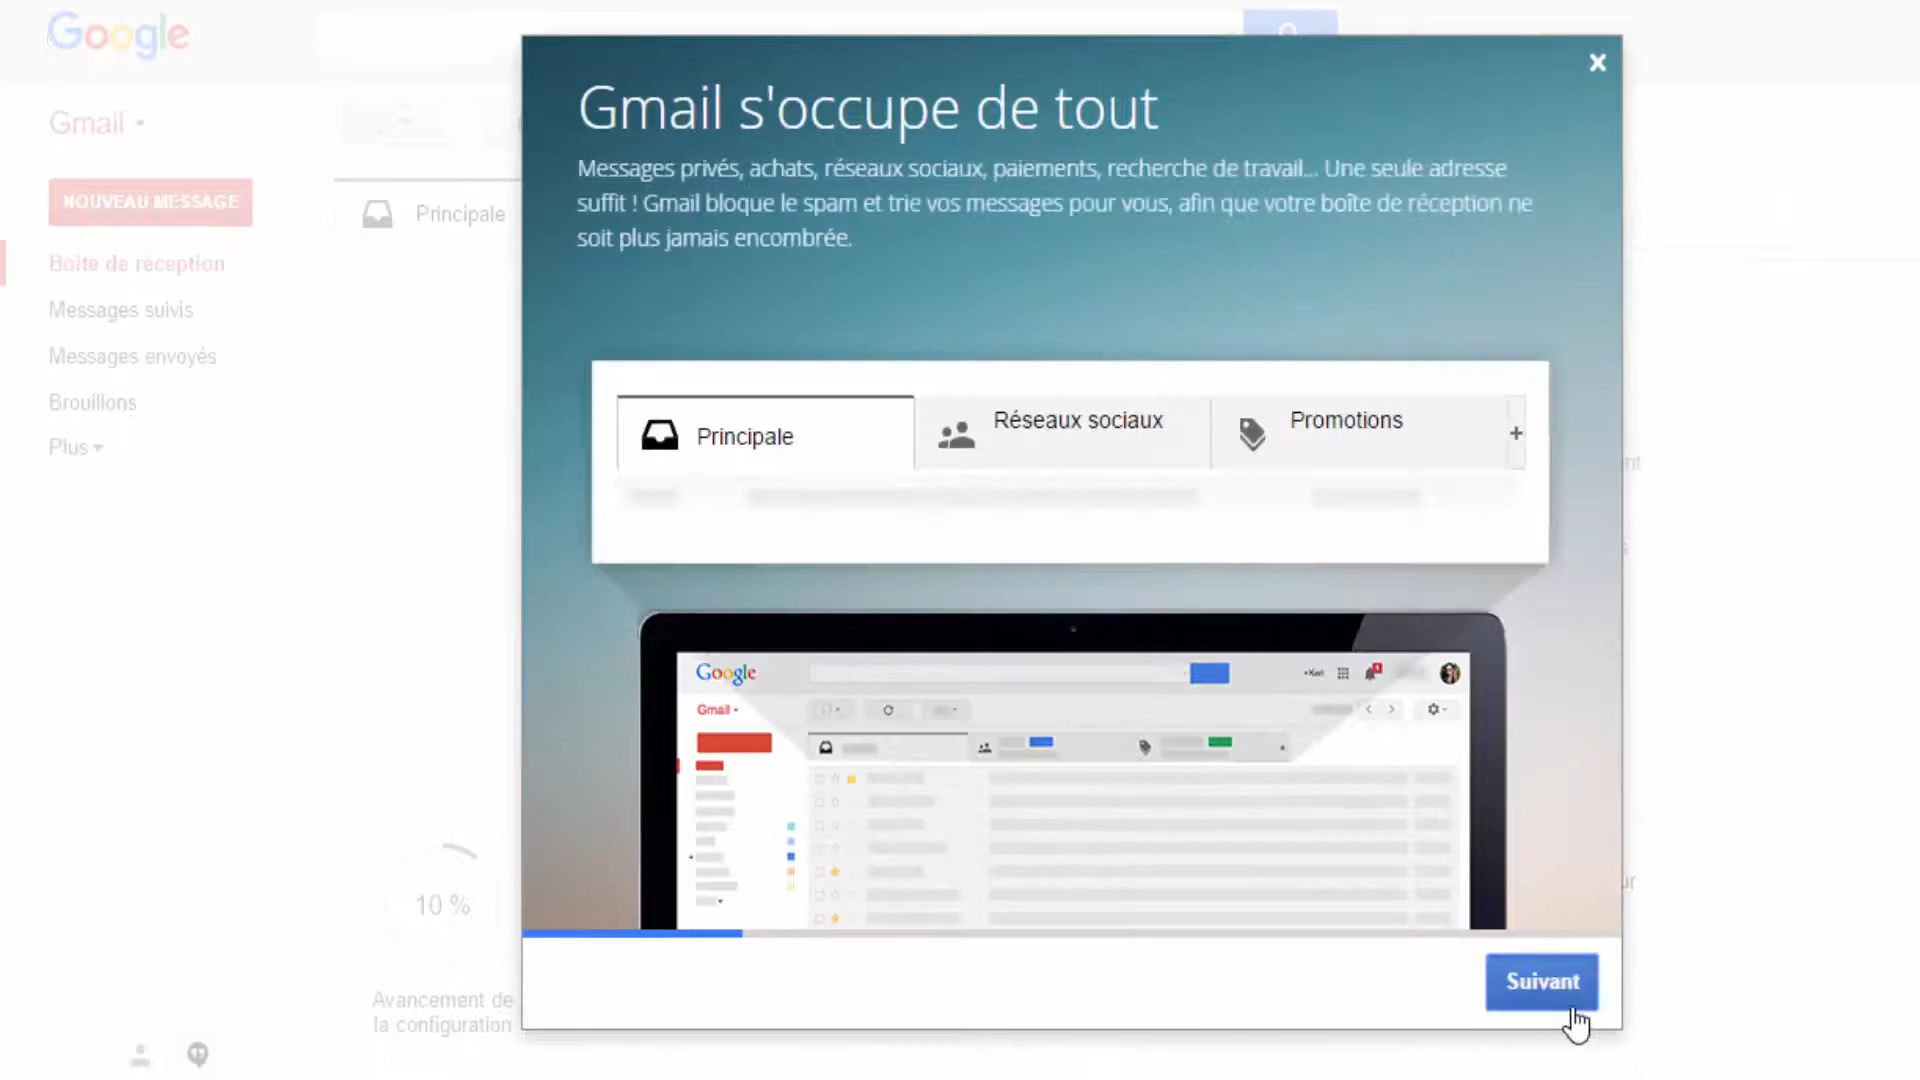 Google
Gmail
NOUVEAU MESSAGE
Boîte de réception
Messages suivis
Messages envoyés
Brouillons
Plus
Principale
Gmail s'occupe de tout
Messages privés, achats, réseaux sociaux, paiements, recherche de travail... Une seule adresse
suffit ! Gmail bloque le spam et trie vos messages pour vous, afin que votre boîte de réception ne
soit plus jamais encombrée.
Principale
Réseaux sociaux
Promotions
+
Google
+Karl
Gmail
10 %
Avancement de
la configuration
Suivant